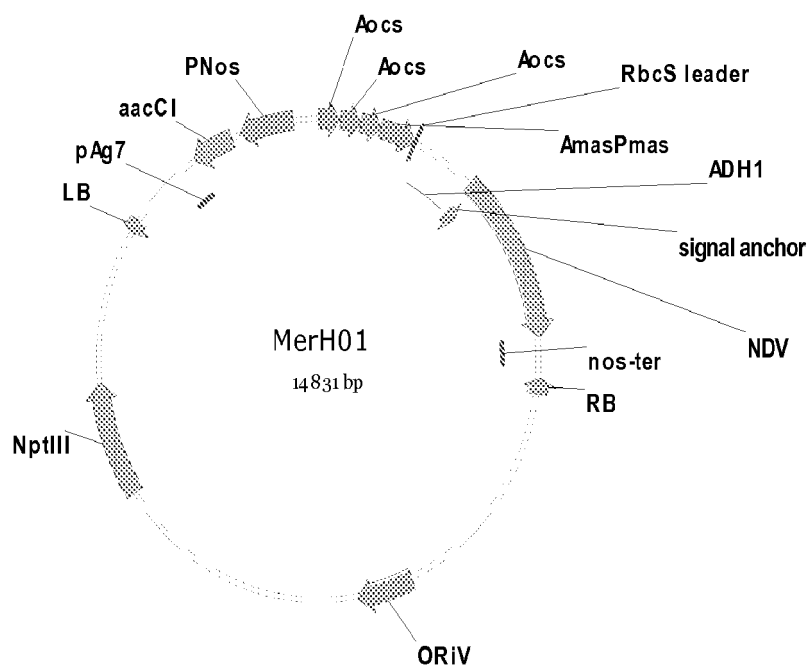 Aocs
PNos
Aocs
Aocs
RbcS leader
aacCI
AmasPmas
pAg7
ADH1
LB
signal anchor
MerH01
14831 bp
nos-ter
NDV
RB
NptIII
ORiV